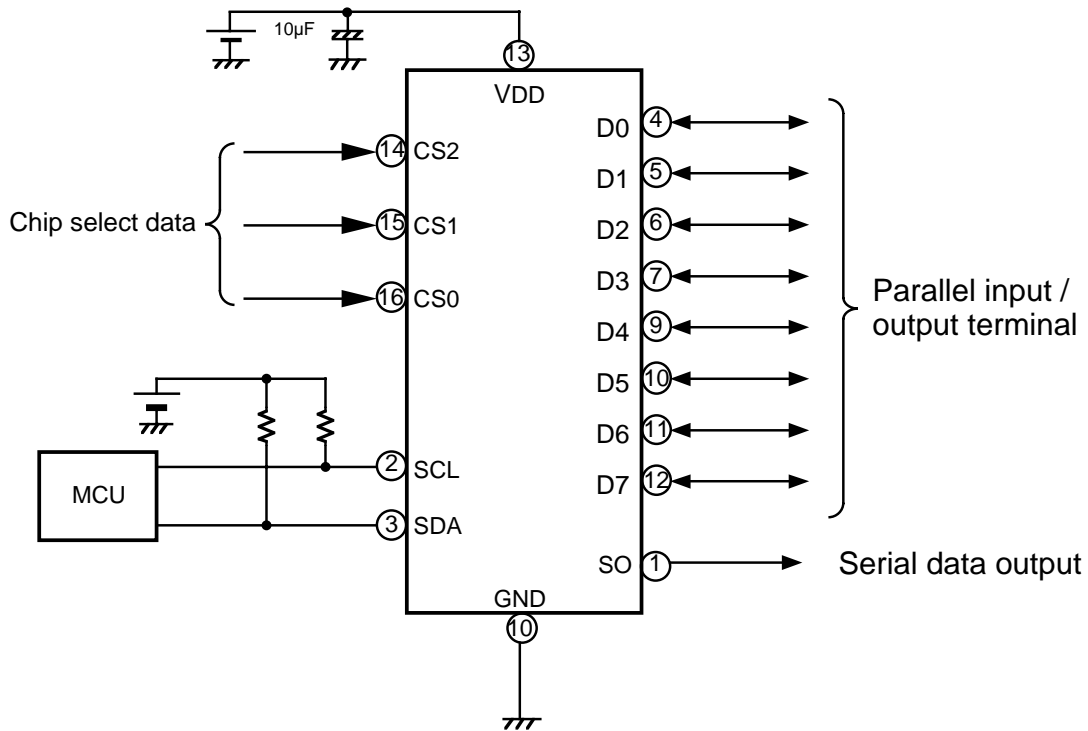 10µF
13
VDD
Chip select data
14 CS2
15 CS1
16 CS0
MCU
2 SCL
3 SDA
D0 4
D1 5
D2 6
D3 7
D4 9
D5 10
D6 11
D7 12
Parallel input /
output terminal
SO 1
Serial data output
GND
10